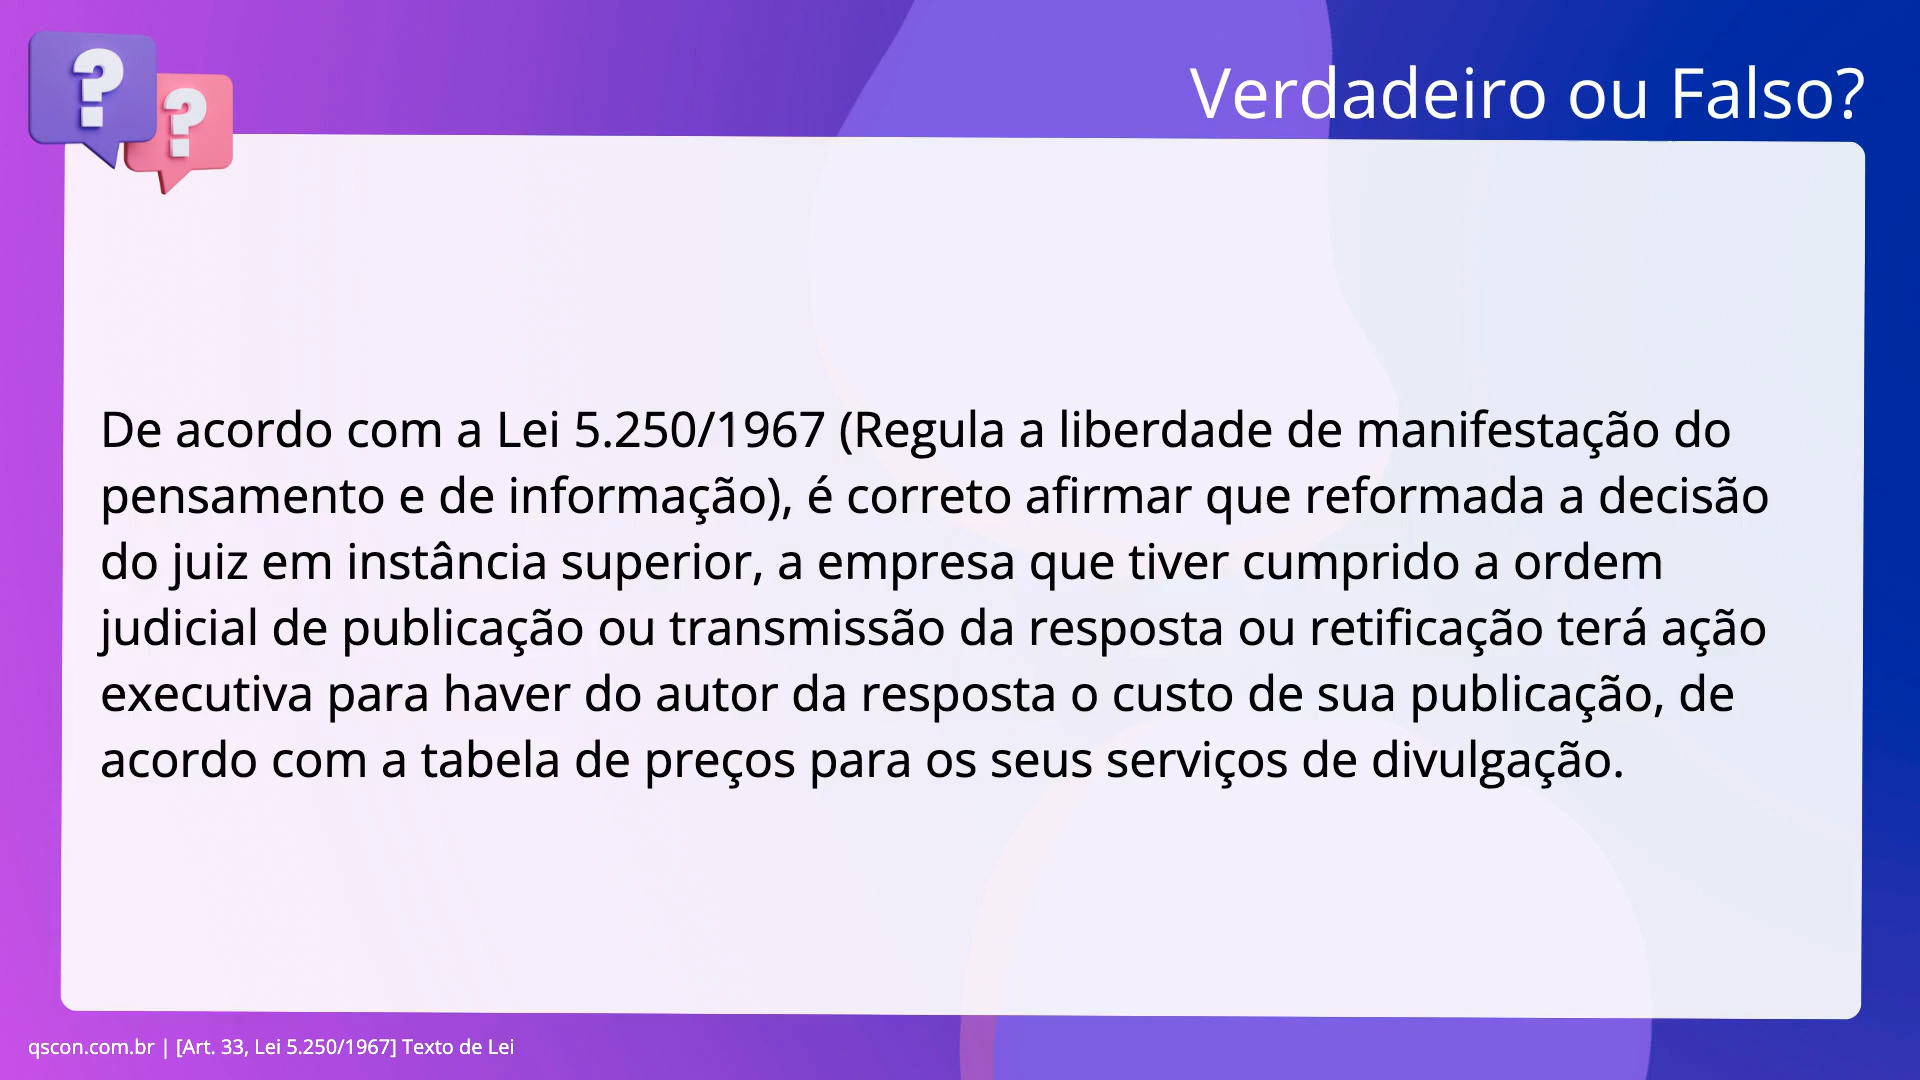 Verdadeiro ou Falso?
De acordo com a Lei 5.250/1967 (Regula a liberdade de manifestação do
pensamento e de informação), é correto afirmar que reformada a decisão
do juiz em instância superior, a empresa que tiver cumprido a ordem
judicial de publicação ou transmissão da resposta ou retificação terá ação
executiva para haver do autor da resposta o custo de sua publicação, de
acordo com a tabela de preços para os seus serviços de divulgação.
qscon.com.br | [Art. 33, Lei 5.250/1967] Texto de Lei